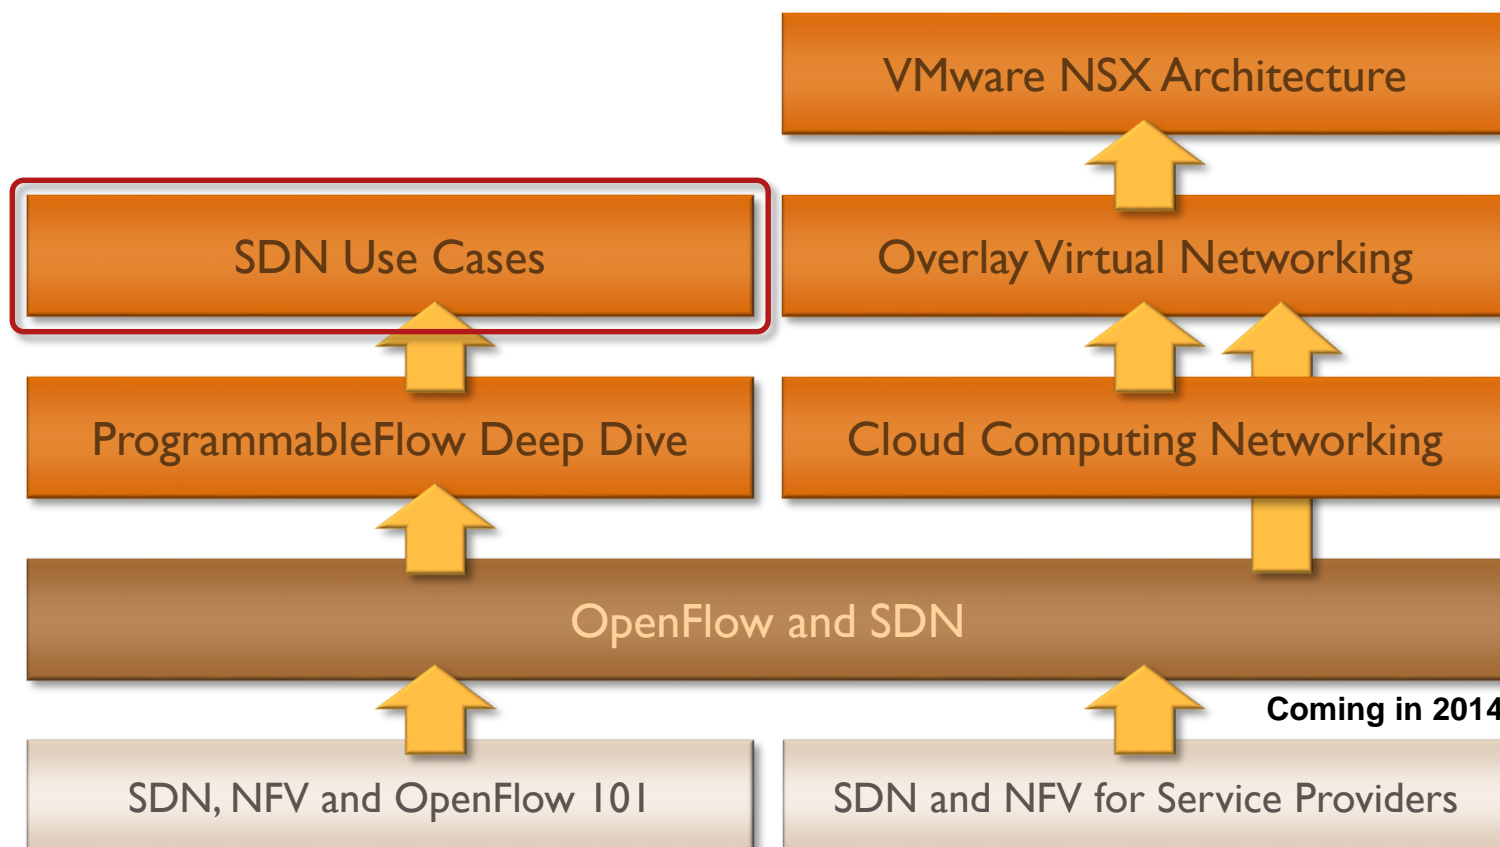 VMware NSX Architecture
SDN Use Cases
Overlay Virtual Networking
ProgrammableFlow Deep Dive
Cloud Computing Networking
OpenFlow and SDN
Coming in 2014
SDN, NFV and OpenFlow 101
SDN and NFV for Service Providers